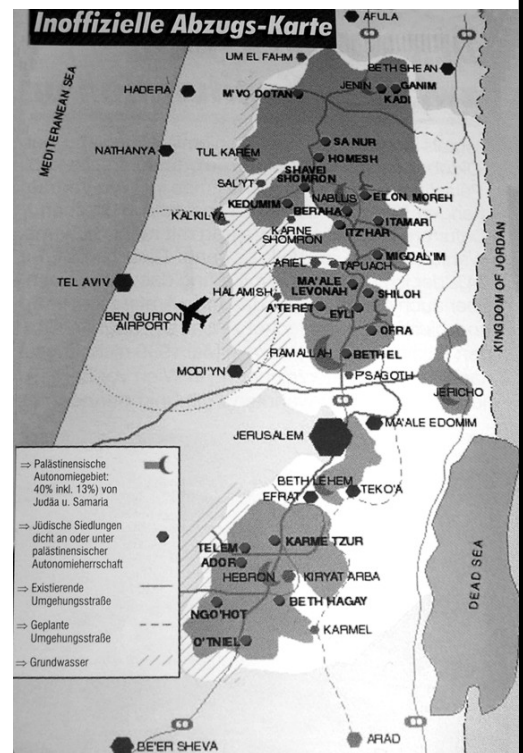 Inoffizielle Abzugs-Karte
AFULA
UM EL FAHM
BETH SHEAN
MEDITERANEAN SEA
HADERA
M'VO DOTAN
JENIN
GANIM
KADI
NATHANYA
TUL KAREM
SA NUR
HOMESH
SHAVEI
SHOMRON
SAL'YT
NABLUS
EILON MOREH
KEDUMIM
BERAHA
KALKILYA
ITAMAR
KARNE
SHOMRON
ITZ'HAR
MIGDAL'IM
ARIEL
TAPUACH
KINGDOM OF JORDAN
TEL AVIV
MA'ALE
LEVONAH
HALAMISH
SHILOH
BEN GURION
AIRPORT
A'TERET
EYLI
OFRA
RAMALLAH
BETH EL
MODI'YN
P'SAGOTH
JERICHO
JERUSALEM
MA'ALE EDOMIM
BETH LEHEM
EFRAT
TEKO'A
⇒ Palästinensische
Autonomiegebiet:
40% inkl. 13%) von
Judäa u. Samaria
⇒ Jüdische Siedlungen
dicht an oder unter
palästinensischer
Autonomieherrschaft
⇒ Existierende
Umgehungsstraße
⇒ Geplante
Umgehungsstraße
⇒ Grundwasser
TELEM
KARME TZUR
ADOR
HEBRON
KIRYAT ARBA
DEAD SEA
NGO'HOT
BETH HAGAY
O'TNIEL
KARMEL
BE'ER SHEVA
ARAD